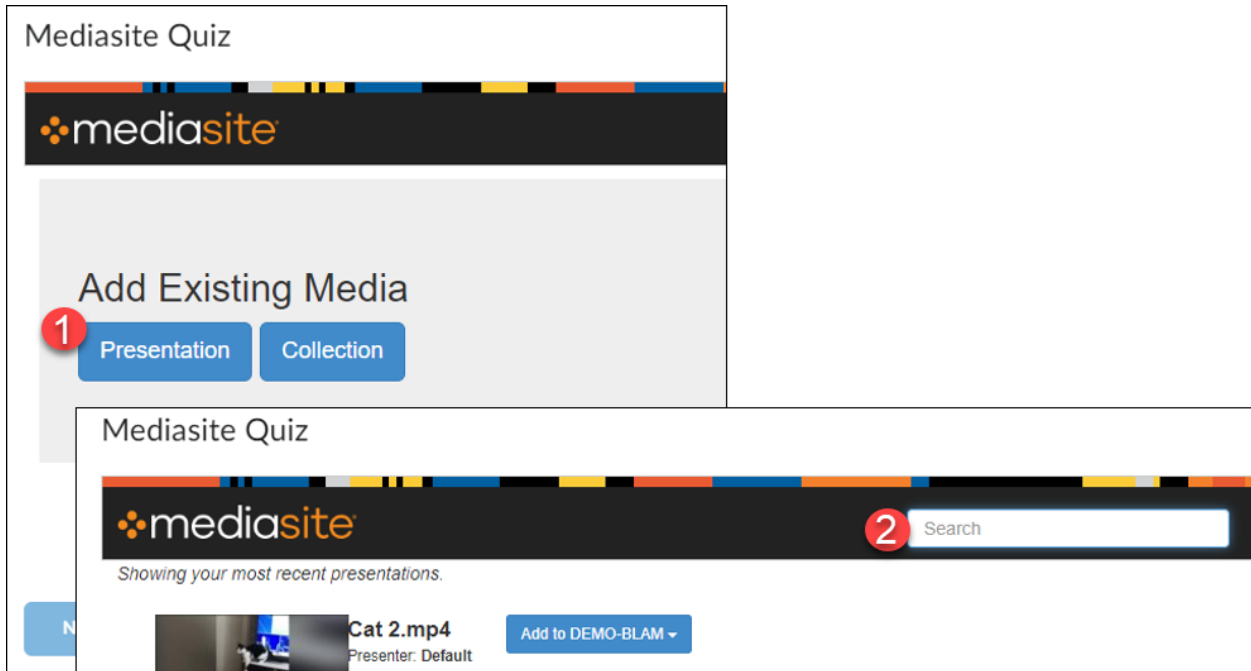 Mediasite Quiz
mediasite
Add Existing Media
1
Presentation Collection
Mediasite Quiz
mediasite
2 Search
Showing your most recent presentations.
N
Cat 2.mp4 Add to DEMO-BLAM
Presenter: Default